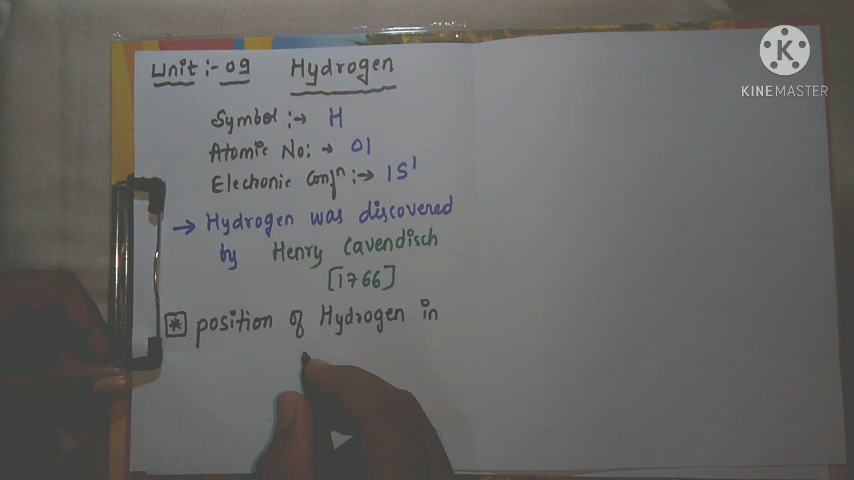 Unit :- 09 Hydrogen
Symbol :→ H
Atomic No: → 01
Electronic Confn :→ 1S¹
→ Hydrogen was discovered
by Henry Cavendisch
[1766]
* position of Hydrogen in
K
KINEMASTER